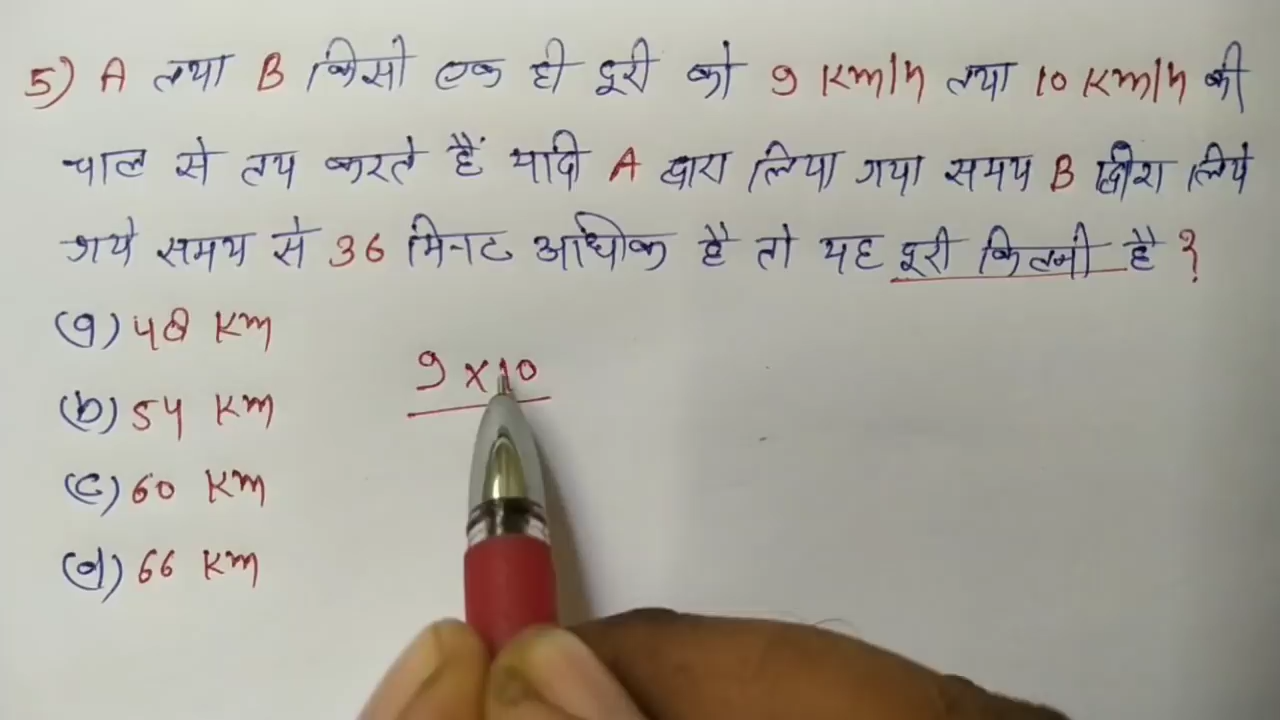 5) A तथा B किसी एक ही दूरी को 9 Km/h तथा 10 Km/h की
चाल से तय करते हैं यदि A द्वारा लिया गया समय B द्वारा लिये
गये समय से 36 मिनट अधिक है तो यह दूरी कितनी है ?
(a) 48 Km
(b) 54 Km
(c) 60 Km
(d) 66 Km
9 x 10